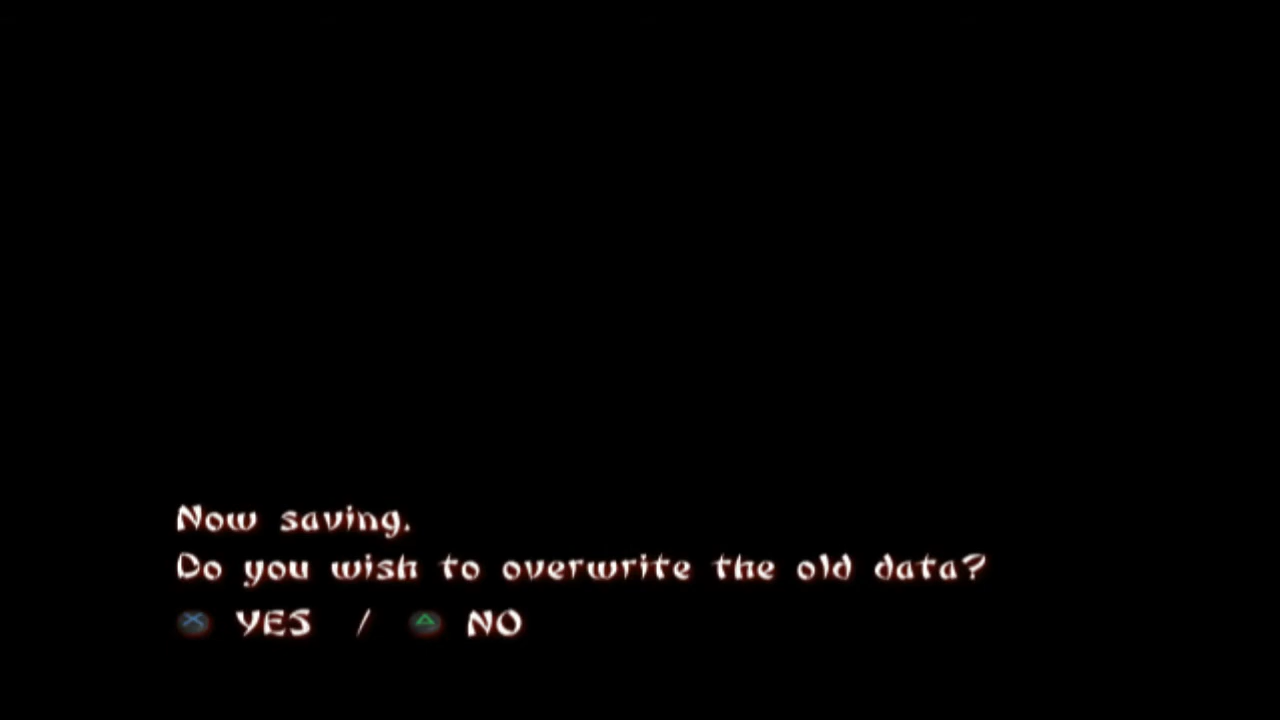 Now saving.
Do you wish to overwrite the old data?
YES / NO